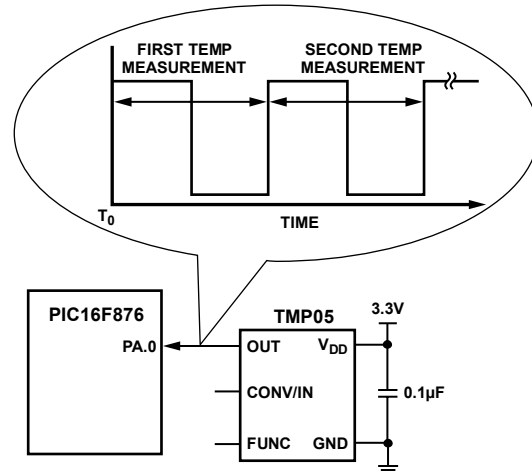 FIRST TEMP
MEASUREMENT
SECOND TEMP
MEASUREMENT
T0
TIME
PIC16F876
PA.0
TMP05
OUT
VDD
CONV/IN
FUNC
GND
3.3V
0.1µF